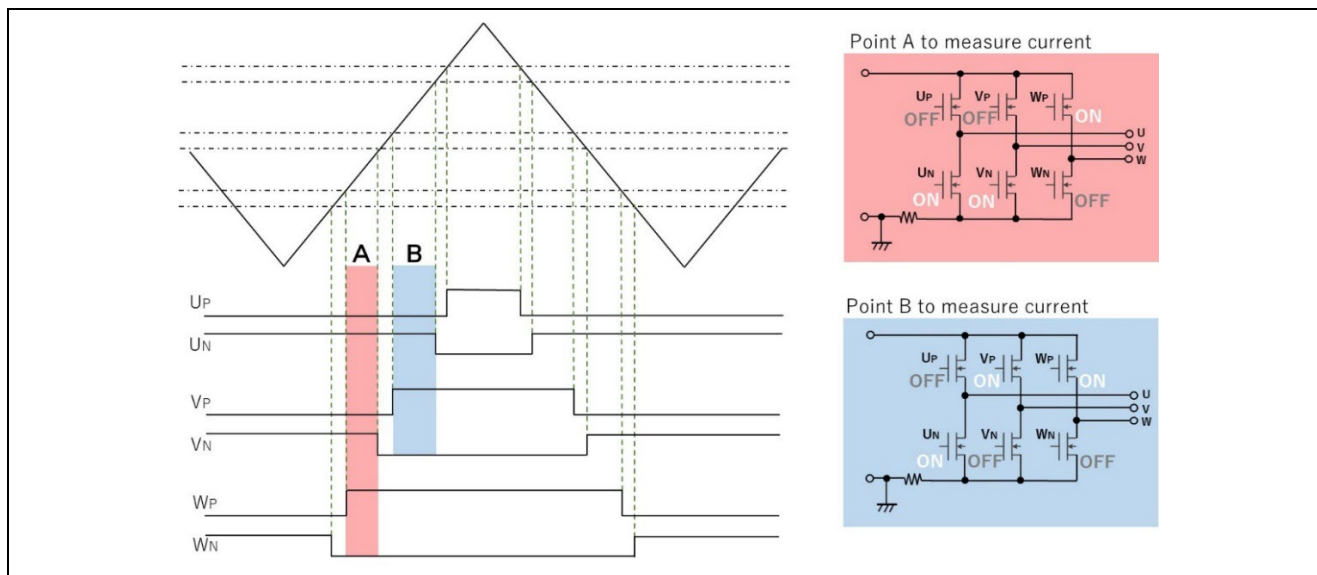 A
B
UP
UN
VP
VN
WP
WN
Point A to measure current
UP
VP
WP
OFF
OFF
ON
U
V
W
UN
VN
WN
ON
ON
OFF
Point B to measure current
UP
VP
WP
OFF
ON
ON
U
V
W
UN
VN
WN
ON
OFF
OFF